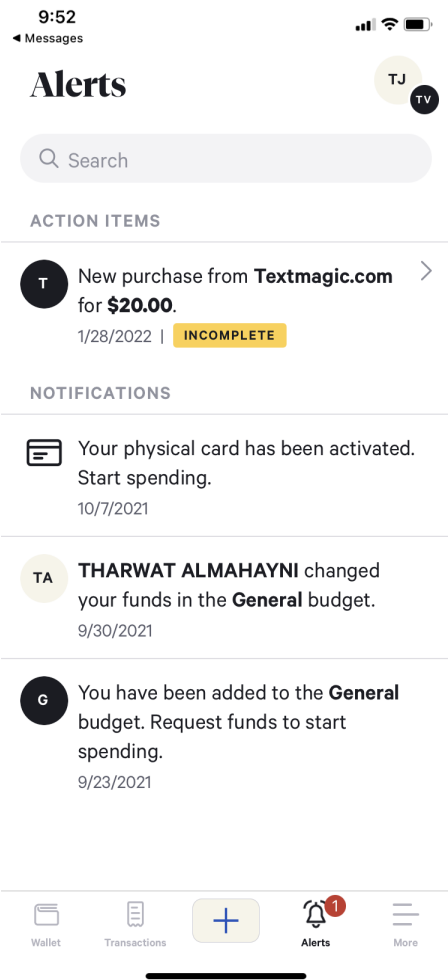 9:52
◀ Messages
Alerts
TJ
TV
Search
ACTION ITEMS
T
New purchase from Textmagic.com
for $20.00.
1/28/2022 | INCOMPLETE
NOTIFICATIONS
Your physical card has been activated.
Start spending.
10/7/2021
TA
THARWAT ALMAHAYNI changed
your funds in the General budget.
9/30/2021
G
You have been added to the General
budget. Request funds to start
spending.
9/23/2021
1
Wallet
Transactions
Alerts
More